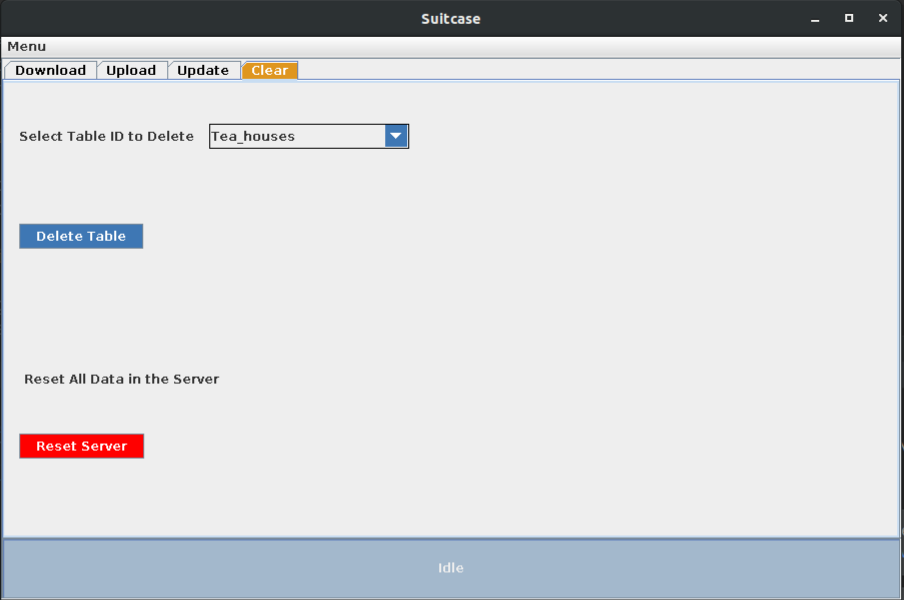 Suitcase
Menu
Download Upload Update Clear
Select Table ID to Delete Tea_houses
Delete Table
Reset All Data in the Server
Reset Server
Idle